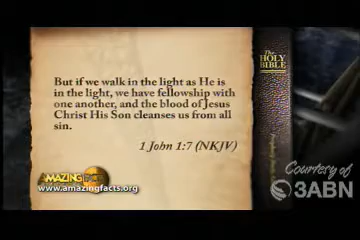 But if we walk in the light as He is
in the light, we have fellowship with
one another, and the blood of Jesus
Christ His Son cleanses us from all
sin.
1 John 1:7 (NKJV)
The
HOLY
BIBLE
AMAZING
www.amazingfacts.org
Courtesy of
3ABN